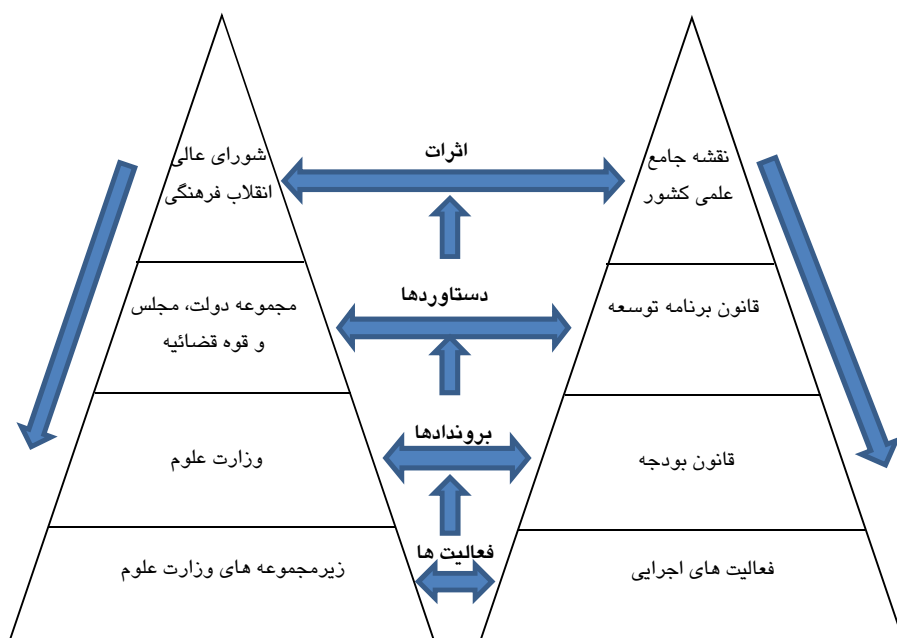 نقشه جامع
علمی کشور
اثرات
شورای عالی
انقلاب فرهنگی
قانون برنامه توسعه
دستاوردها
مجموعه دولت، مجلس
و قوه قضائیه
قانون بودجه
بروندادها
وزارت علوم
فعالیت های اجرایی
فعالیت ها
زیرمجموعه های وزارت علوم